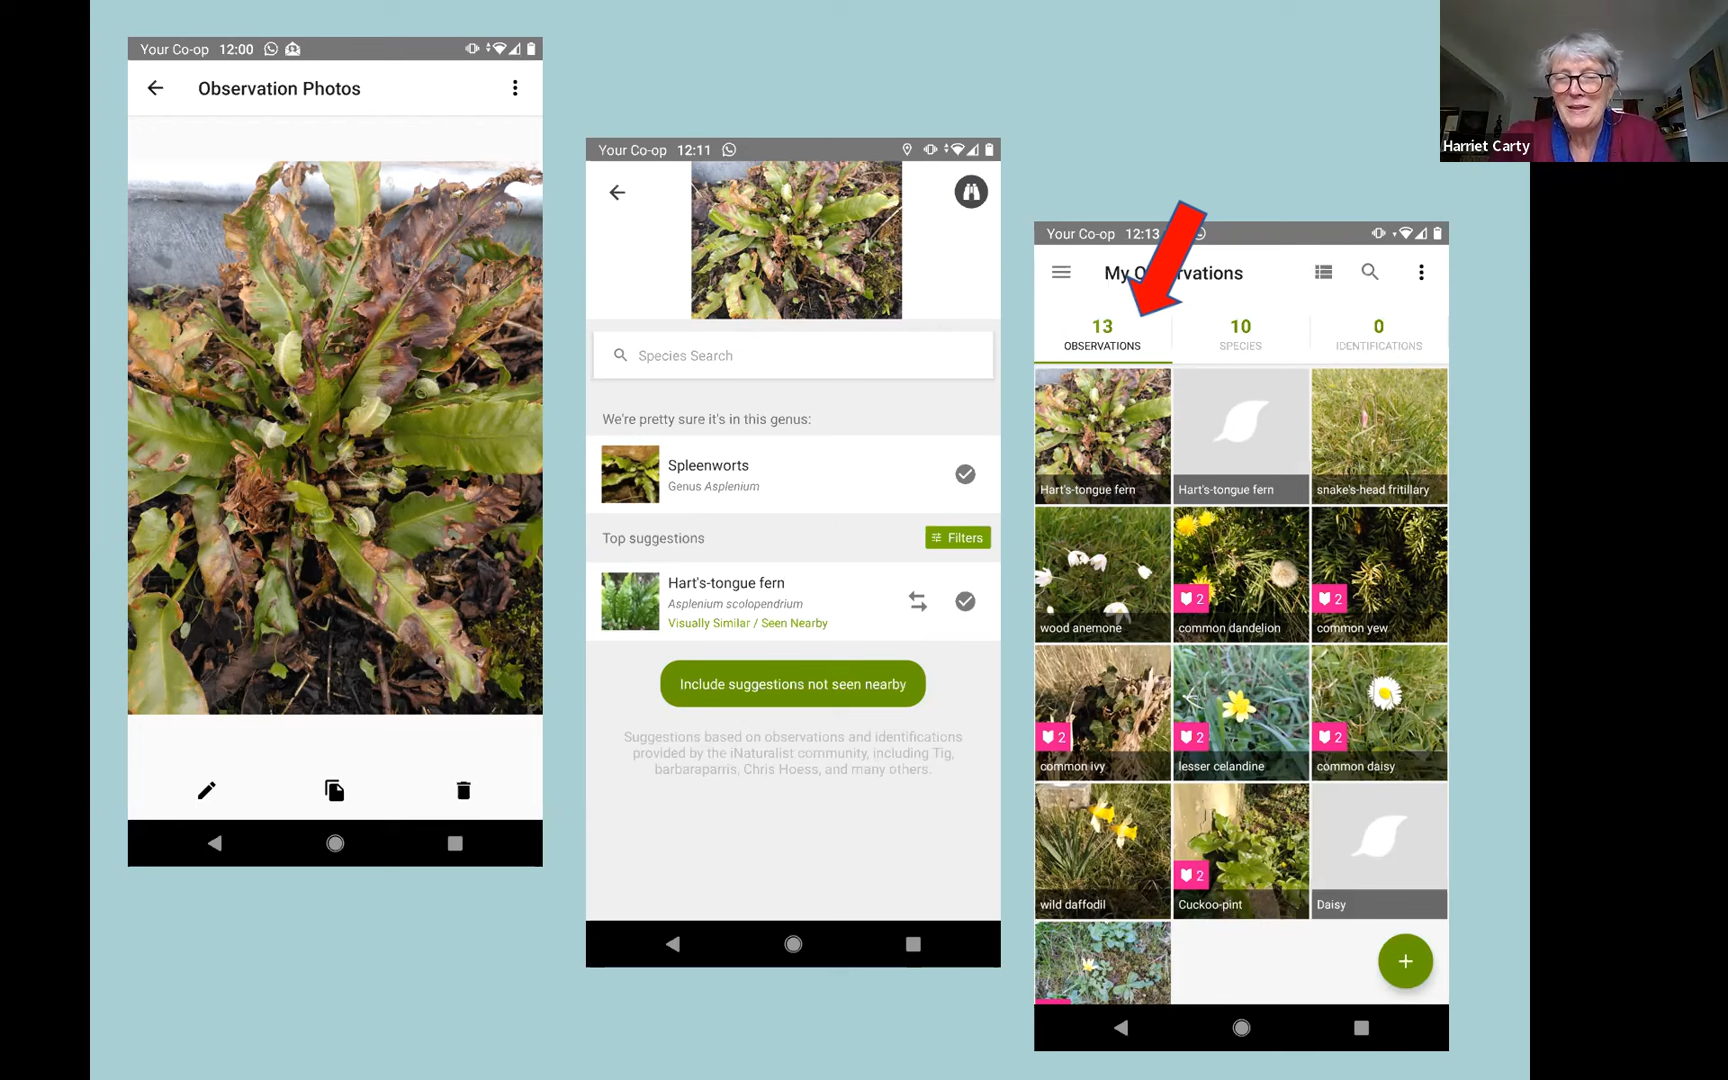 Your Co-op 12:00
Observation Photos
Your Co-op 12:11
Species Search
We're pretty sure it's in this genus:
Spleenworts
Genus Asplenium
Top suggestions
Filters
Hart's-tongue fern
Asplenium scolopendrium
Visually Similar / Seen Nearby
Include suggestions not seen nearby
Suggestions based on observations and identifications
provided by the iNaturalist community, including Tig,
barbaraparris, Chris Hoess, and many others.
Harriet Carty
Your Co-op 12:13
My Observations
13 10 0
OBSERVATIONS SPECIES IDENTIFICATIONS
Hart's-tongue fern Hart's-tongue fern snake's-head fritillary
2 2
wood anemone common dandelion common yew
2 2 2
common ivy lesser celandine common daisy
2
wild daffodil Cuckoo-pint Daisy